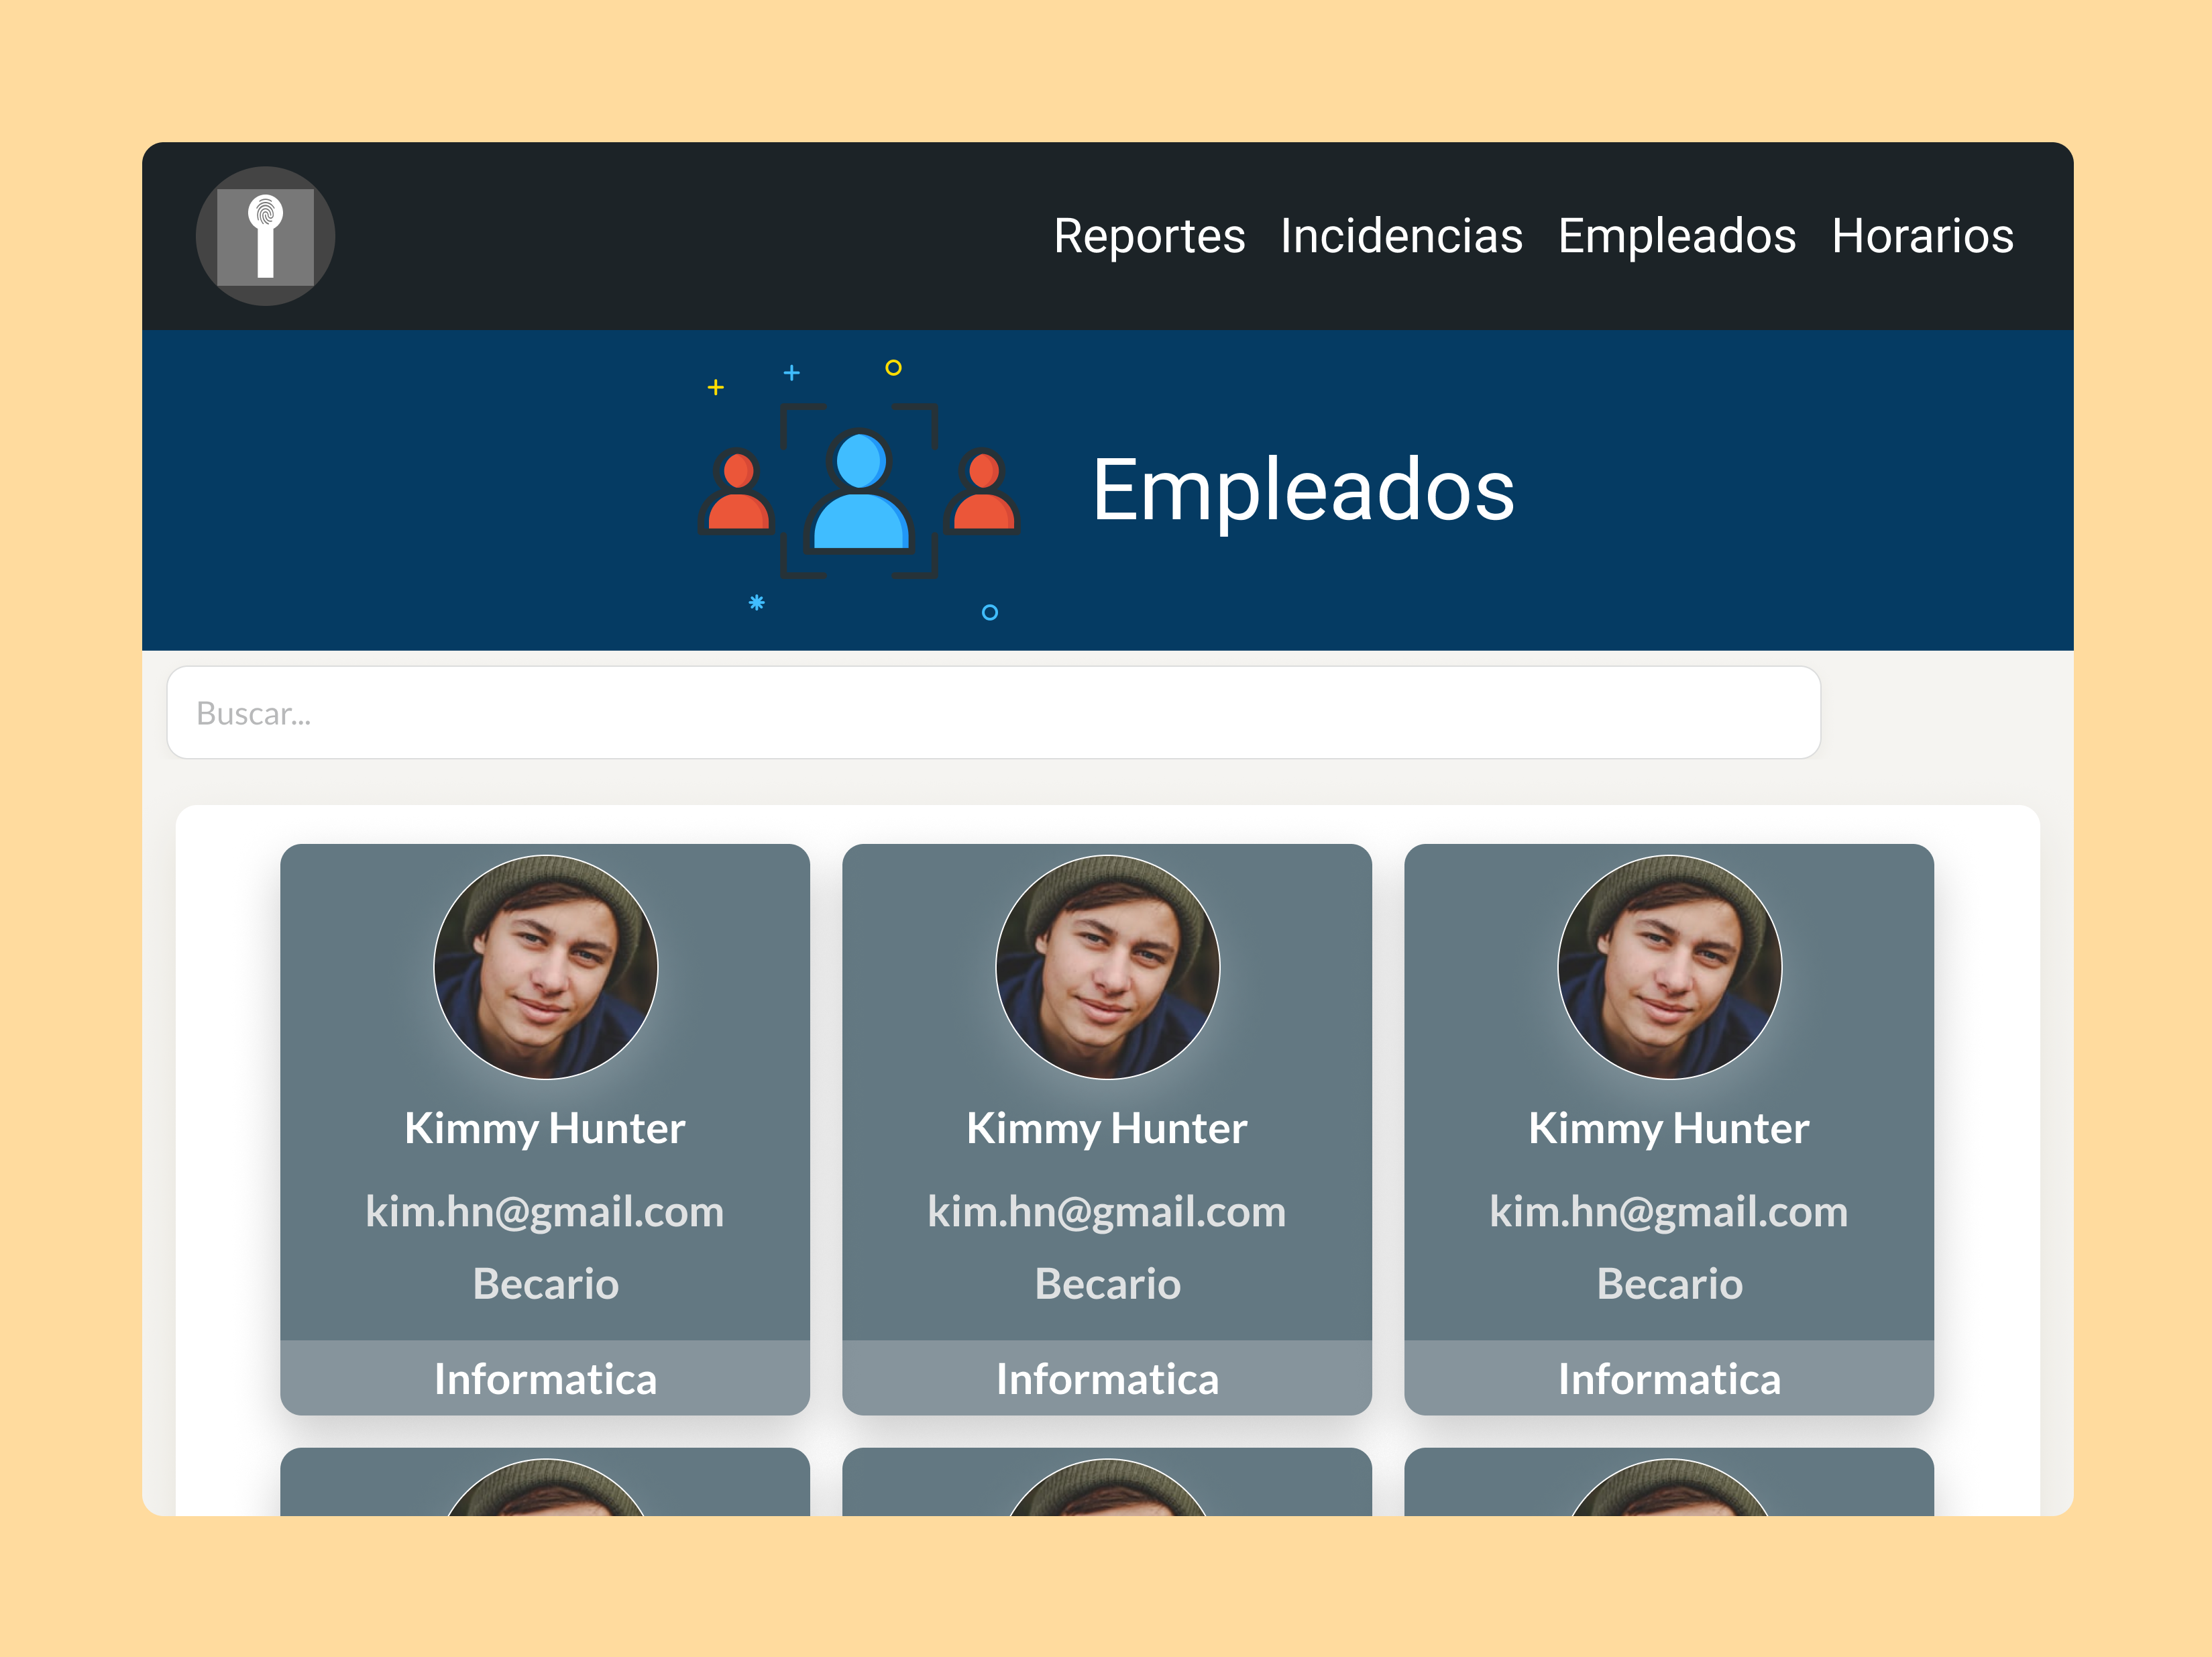 Reportes Incidencias Empleados Horarios
Empleados
Buscar...
Kimmy Hunter
kim.hn@gmail.com
Becario
Informatica
Kimmy Hunter
kim.hn@gmail.com
Becario
Informatica
Kimmy Hunter
kim.hn@gmail.com
Becario
Informatica